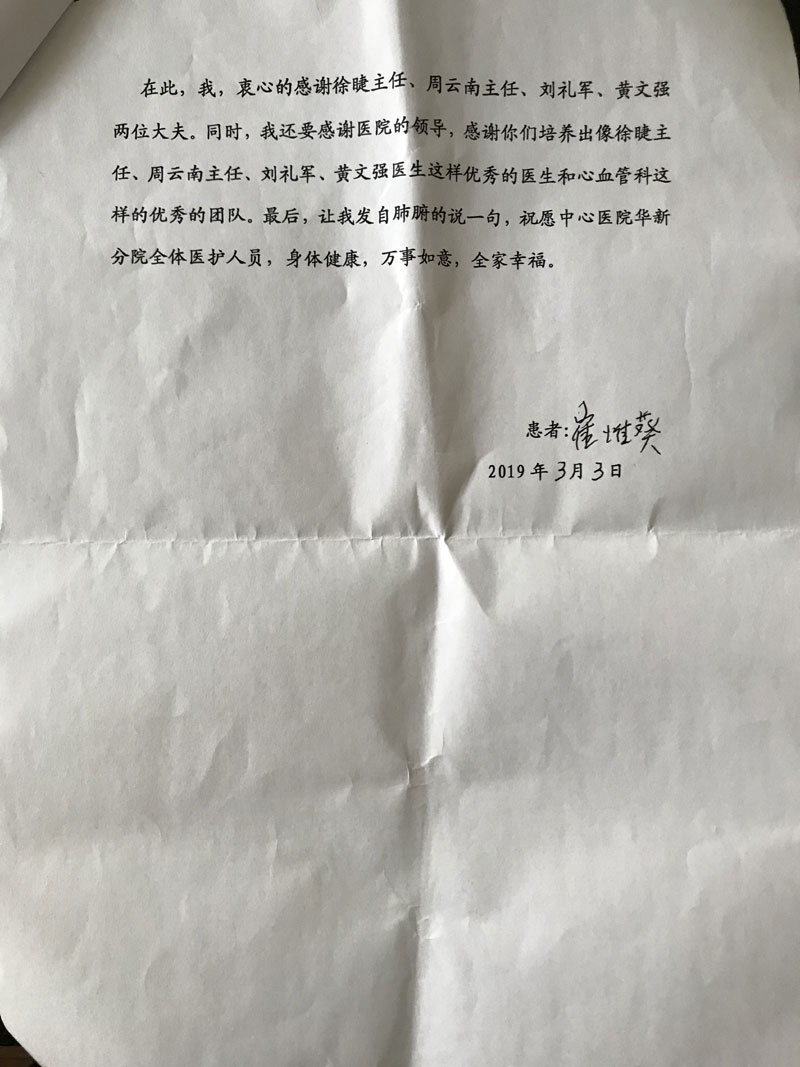 在此，我，衷心的感谢徐睫主任、周云南主任、刘礼军、黄文强
两位大夫。同时，我还要感谢医院的领导，感谢你们培养出像徐睫主
任、周云南主任、刘礼军、黄文强医生这样优秀的医生和心血管科这
样的优秀的团队。最后，让我发自肺腑的说一句，祝愿中心医院华新
分院全体医护人员，身体健康，万事如意，全家幸福。
患者：崔惟葵
2019年3月3日